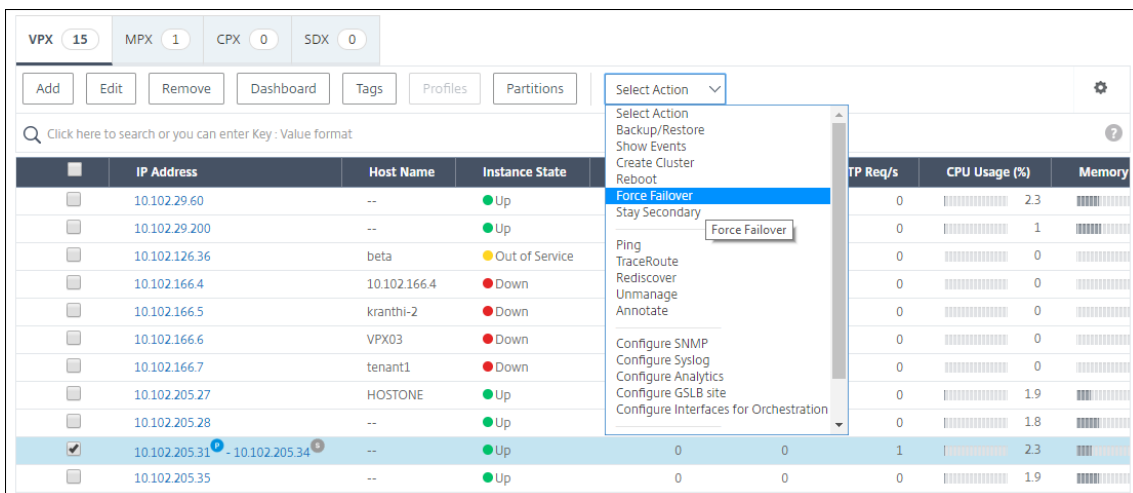 VPX 15 MPX 1 CPX 0 SDX 0
Add Edit Remove Dashboard Tags Profiles Partitions Select Action
Click here to search or you can enter Key : Value format ?
Select Action
Backup/Restore
Show Events
Create Cluster
Reboot
Force Failover
Stay Secondary
Force Failover
Ping
TraceRoute
Rediscover
Unmanage
Annotate
Configure SNMP
Configure Syslog
Configure Analytics
Configure GSLB site
Configure Interfaces for Orchestration
IP Address Host Name Instance State TP Req/s CPU Usage (%) Memory
10.102.29.60 -- Up 0 2.3
10.102.29.200 -- Up 0 1
10.102.126.36 beta Out of Service 0 0
10.102.166.4 10.102.166.4 Down 0 0
10.102.166.5 kranthi-2 Down 0 0
10.102.166.6 VPX03 Down 0 0
10.102.166.7 tenant1 Down 0 0
10.102.205.27 HOSTONE Up 0 1.9
10.102.205.28 -- Up 0 1.8
10.102.205.31 P - 10.102.205.34 S -- Up 0 0 1 2.3
10.102.205.35 -- Up 0 0 0 1.9